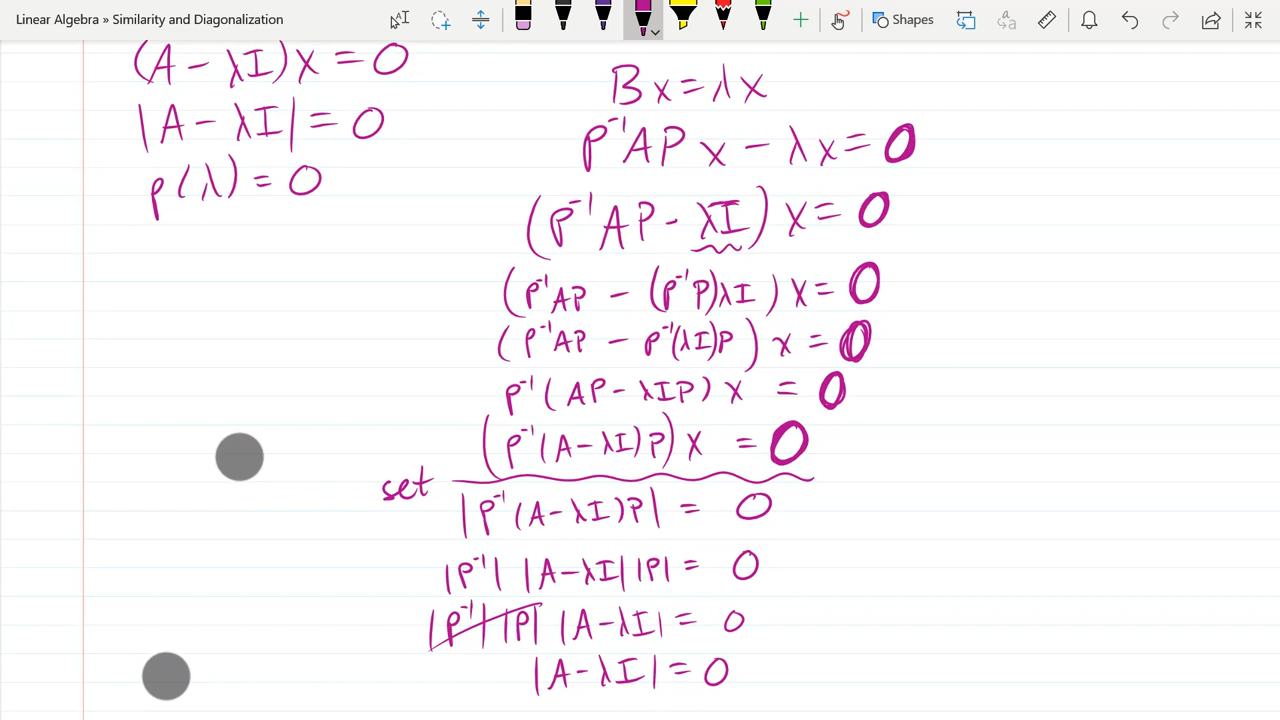 Linear Algebra » Similarity and Diagonalization
Shapes
(A - λI)x = 0
|A - λI| = 0
p(λ) = 0
Bx = λx
P⁻¹AP x - λx = 0
(P⁻¹AP - λI) x = 0
(P⁻¹AP - (P⁻¹P)λI) x = 0
(P⁻¹AP - P⁻¹(λI)P) x = 0
P⁻¹(AP - λIP) x = 0
(P⁻¹(A - λI)P) x = 0
set
|P⁻¹(A - λI)P| = 0
|P⁻¹| |A - λI| |P| = 0
|P⁻¹| |P| |A - λI| = 0
|A - λI| = 0